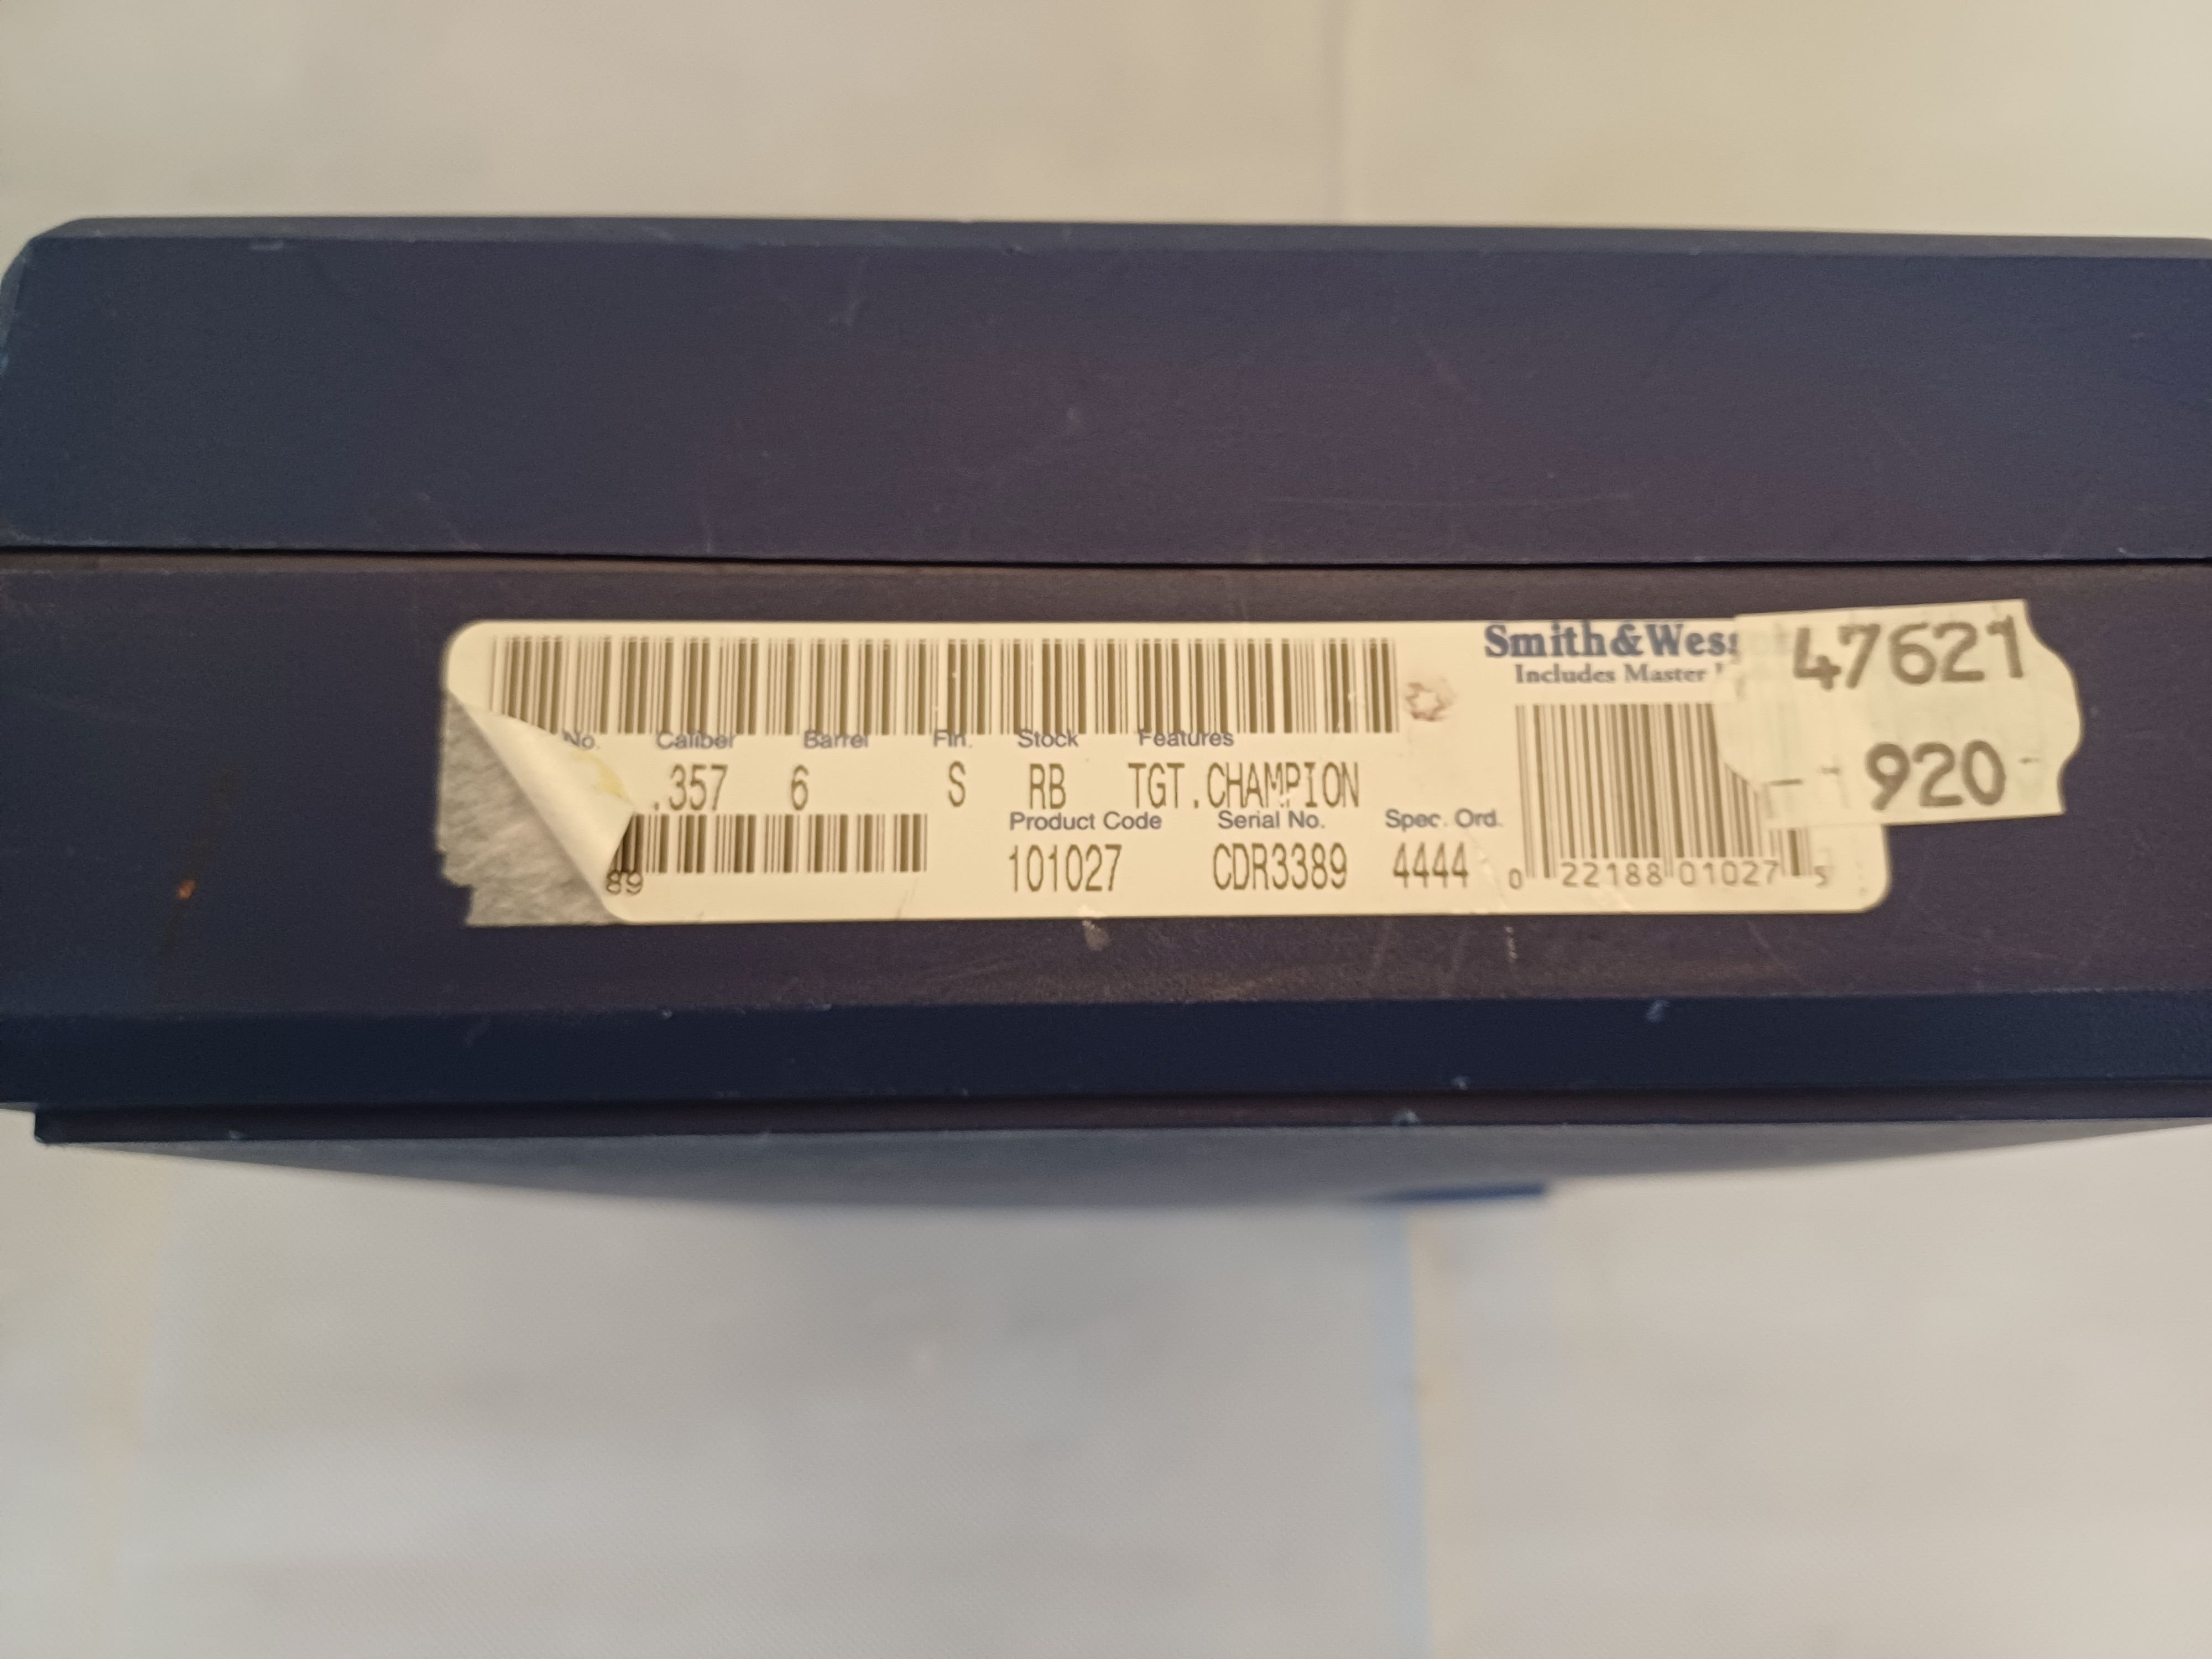 Smith&Wes
Includes Master
47621
920-
No. Caliber Barrel Fin. Stock Features
.357 6 S RB TGT.CHAMPION
Product Code Serial No. Spec. Ord.
101027 CDR3389 4444
89
0 22188 01027 5